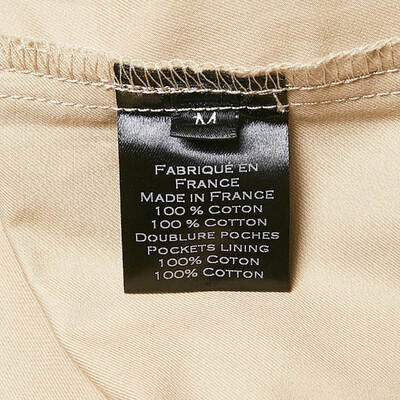 M
FABRIQUÉ EN
FRANCE
MADE IN FRANCE
100 % COTON
100 % COTTON
DOUBLURE POCHES
POCKETS LINING
100% COTON
100% COTTON